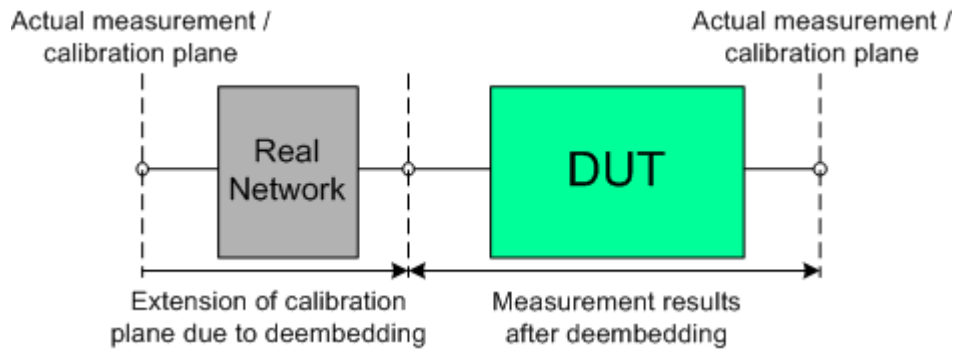 Actual measurement /
calibration plane
Actual measurement /
calibration plane
Real
Network
DUT
Extension of calibration
plane due to deembedding
Measurement results
after deembedding